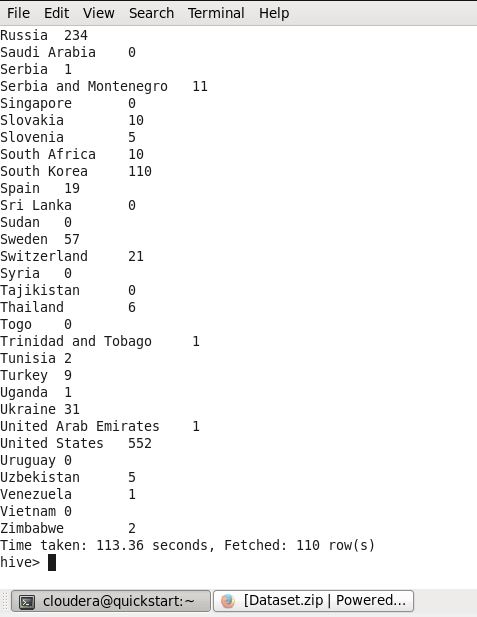 File Edit View Search Terminal Help
Russia 234
Saudi Arabia 0
Serbia 1
Serbia and Montenegro 11
Singapore 0
Slovakia 10
Slovenia 5
South Africa 10
South Korea 110
Spain 19
Sri Lanka 0
Sudan 0
Sweden 57
Switzerland 21
Syria 0
Tajikistan 0
Thailand 6
Togo 0
Trinidad and Tobago 1
Tunisia 2
Turkey 9
Uganda 1
Ukraine 31
United Arab Emirates 1
United States 552
Uruguay 0
Uzbekistan 5
Venezuela 1
Vietnam 0
Zimbabwe 2
Time taken: 113.36 seconds, Fetched: 110 row(s)
hive>
cloudera@quickstart:~ [Dataset.zip | Powered...